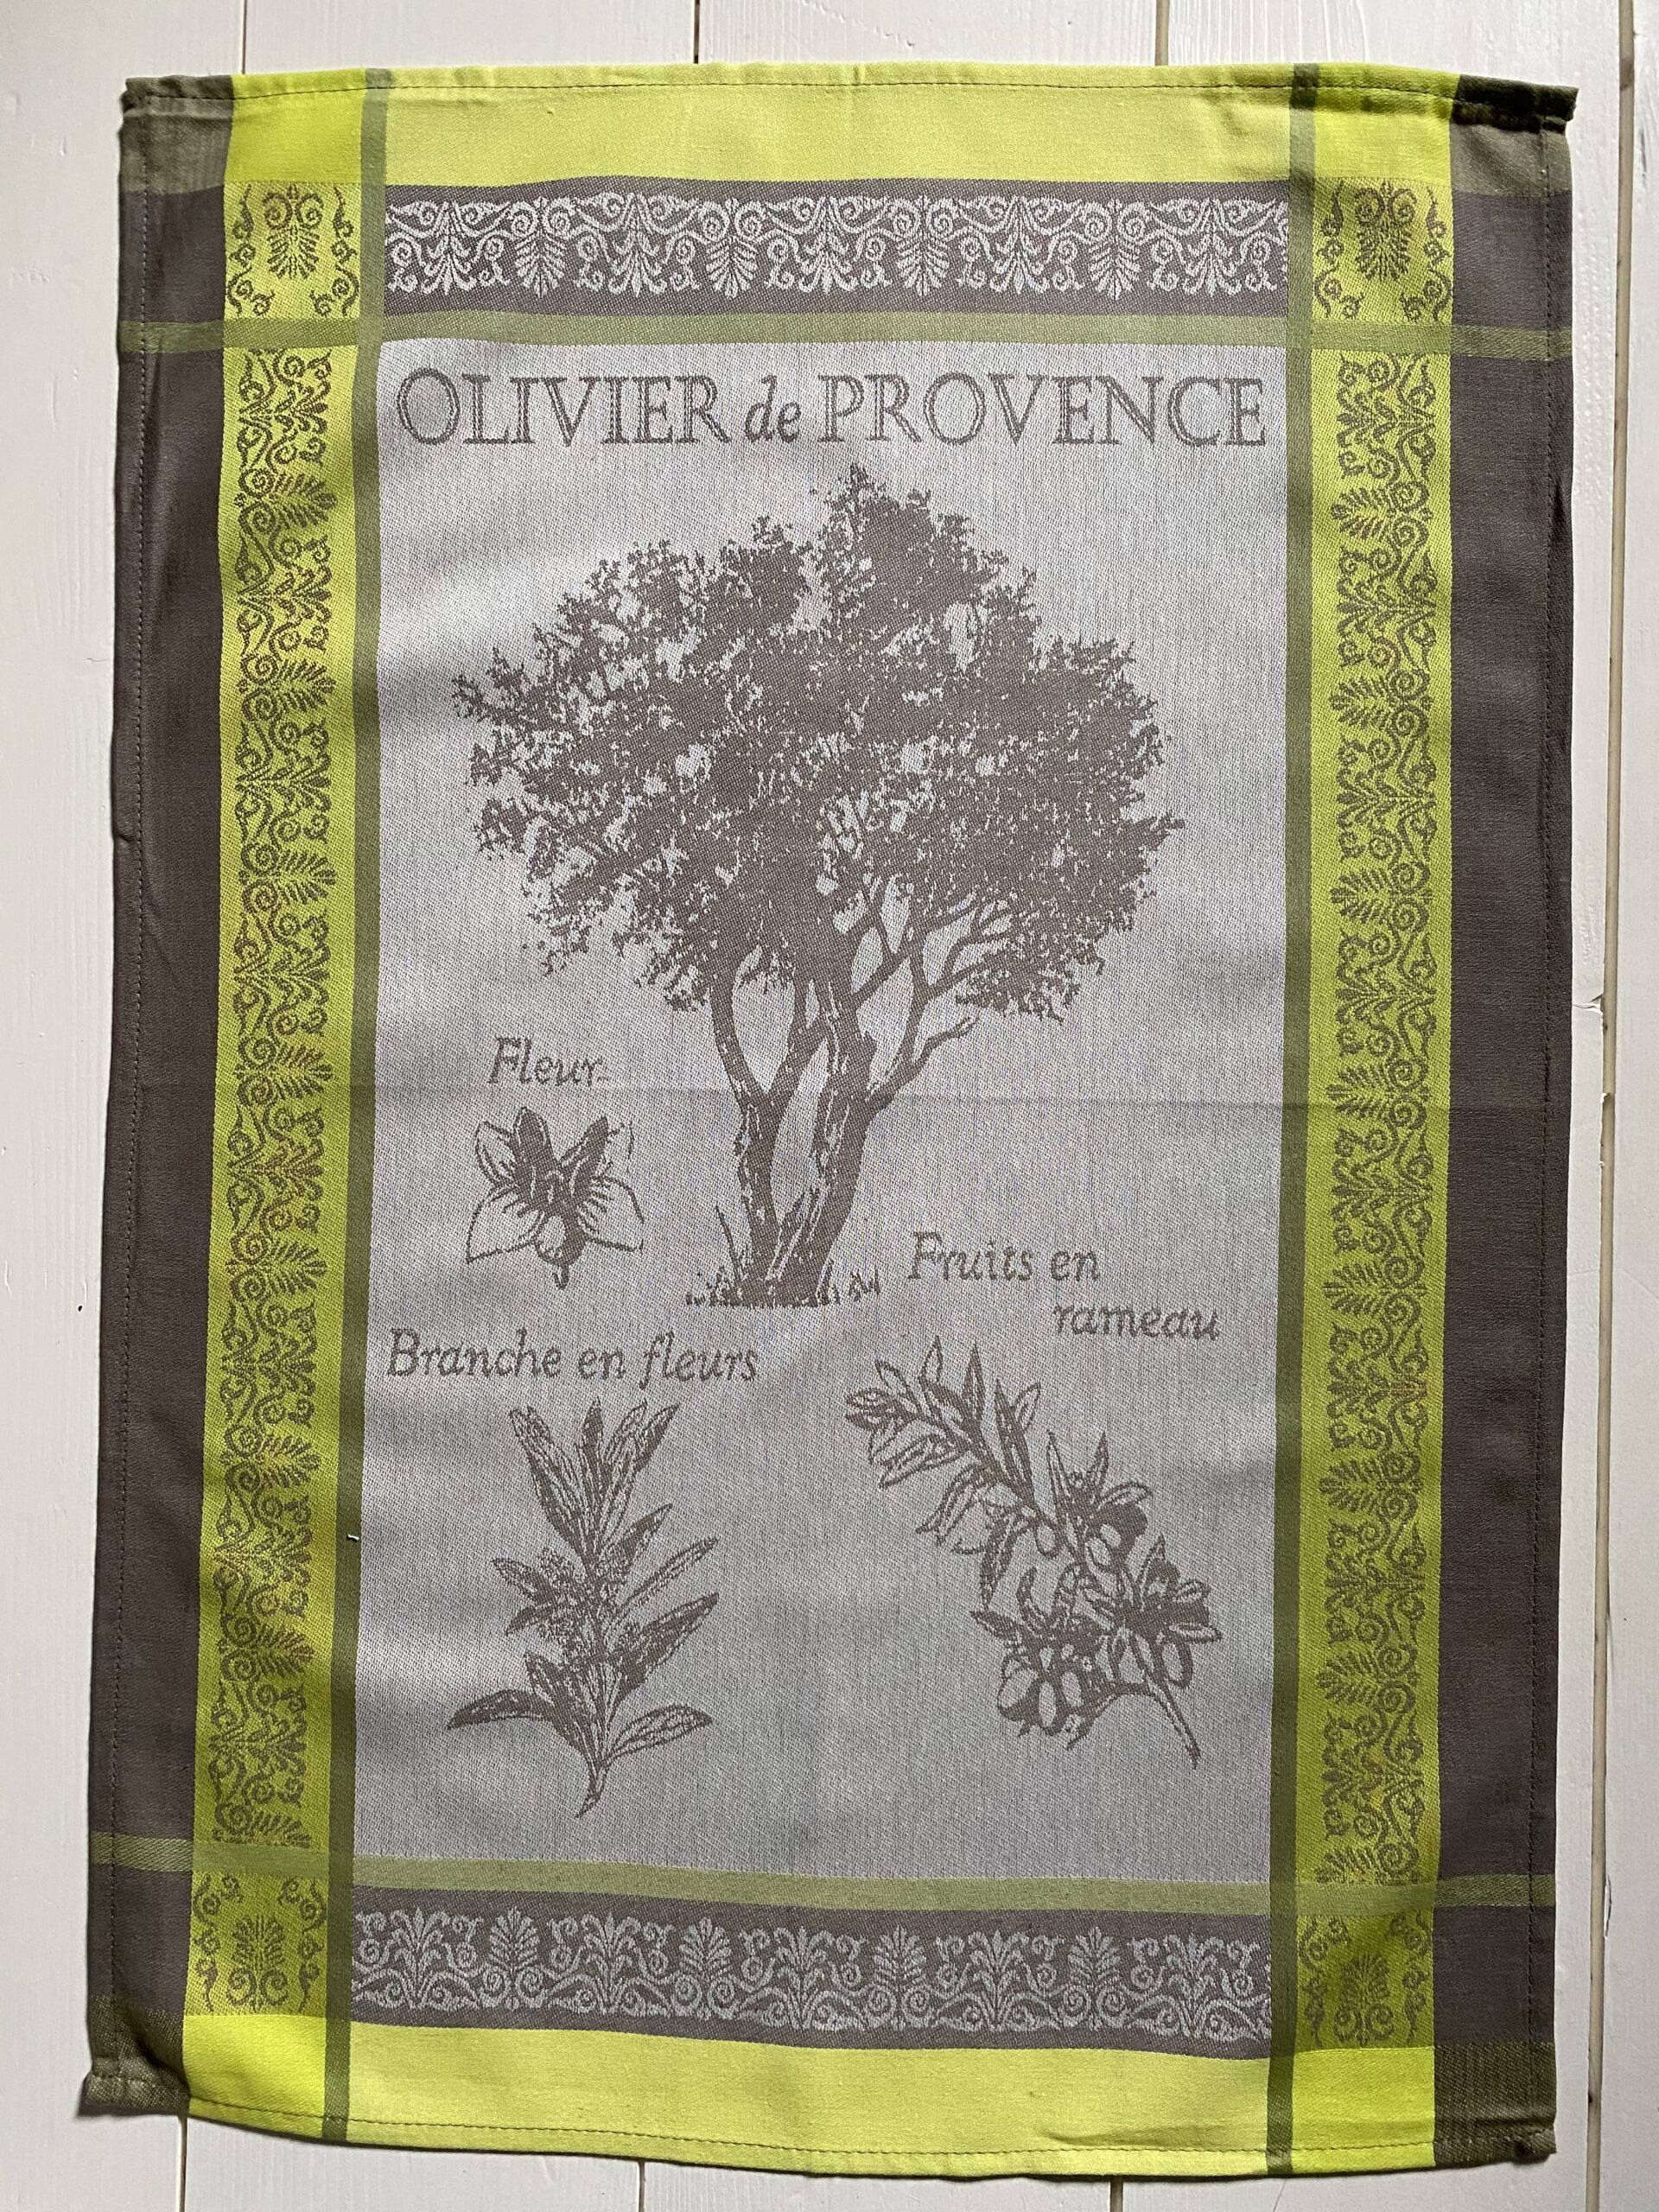 OLIVIER de PROVENCE
Fleur
Fruits en
rameau
Branche en fleurs